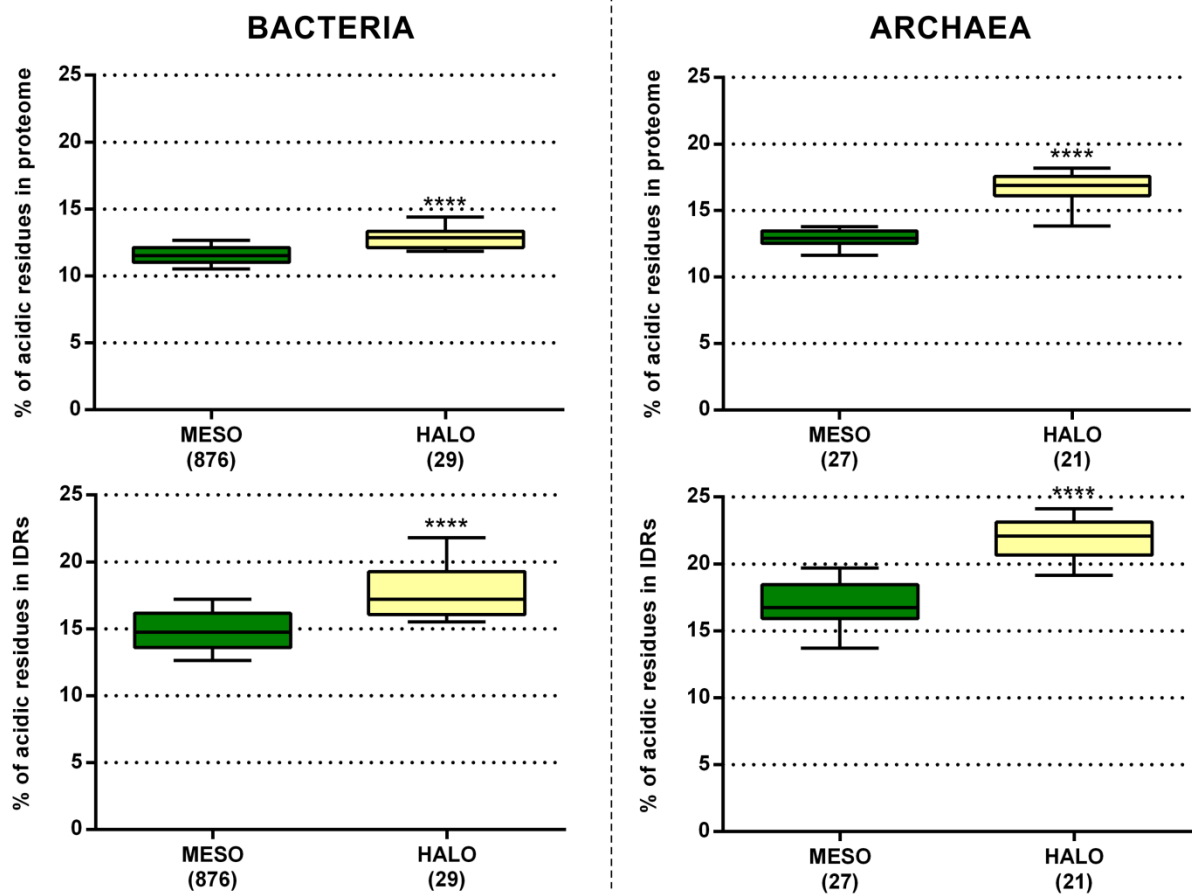 BACTERIA
% of acidic residues in proteome
25
20
15
10
5
0
****
MESO
(876)
HALO
(29)
ARCHAEA
% of acidic residues in proteome
25
20
15
10
5
0
****
MESO
(27)
HALO
(21)
% of acidic residues in IDRs
25
20
15
10
5
0
****
MESO
(876)
HALO
(29)
% of acidic residues in IDRs
25
20
15
10
5
0
****
MESO
(27)
HALO
(21)